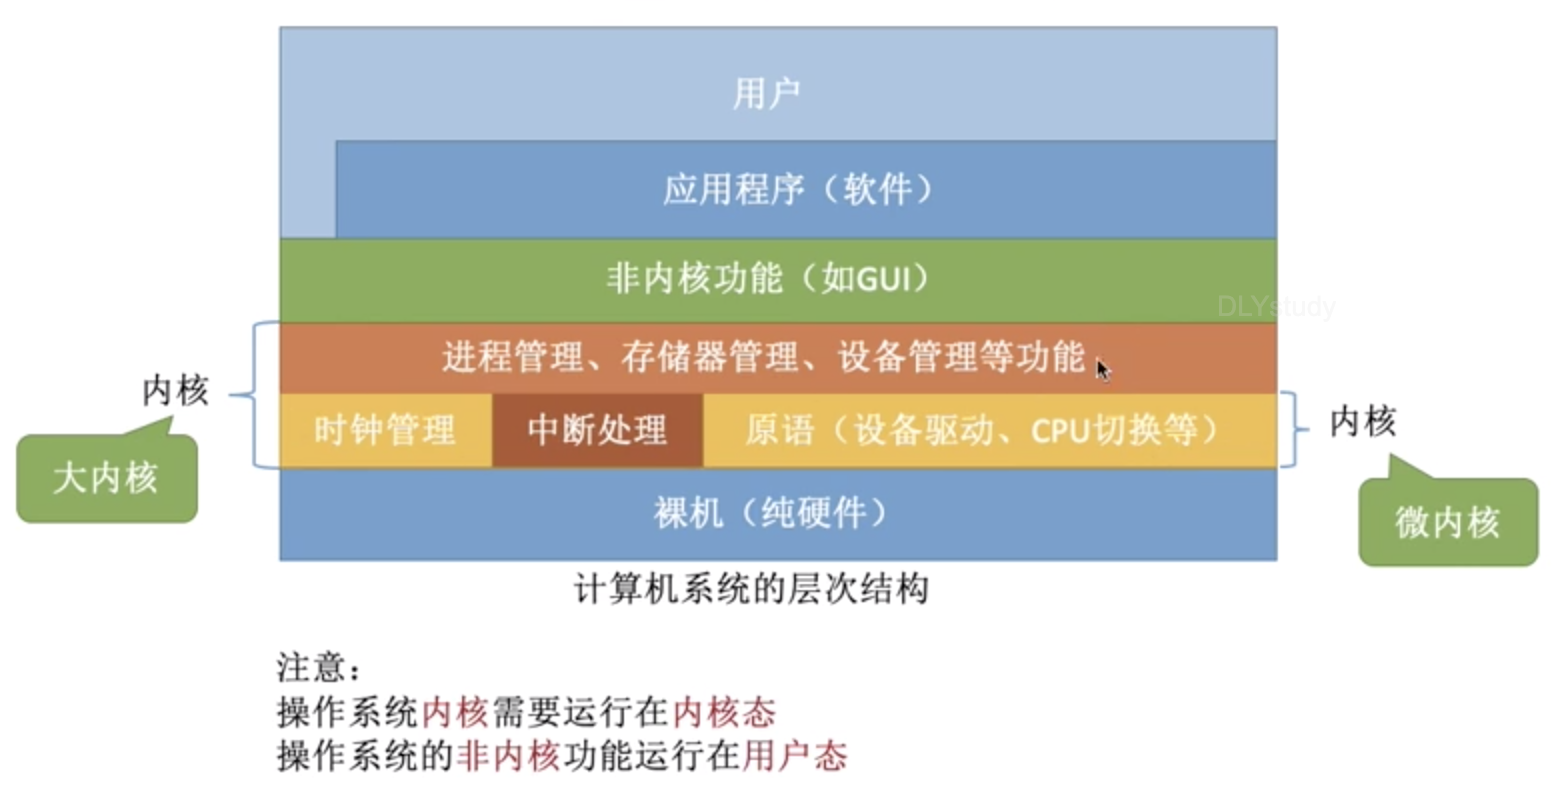 用户
应用程序（软件）
非内核功能（如GUI）
DLYstudy
进程管理、存储器管理、设备管理等功能
内核
时钟管理
中断处理
原语（设备驱动、CPU切换等）
内核
大内核
裸机（纯硬件）
微内核
计算机系统的层次结构
注意：
操作系统内核需要运行在内核态
操作系统的非内核功能运行在用户态